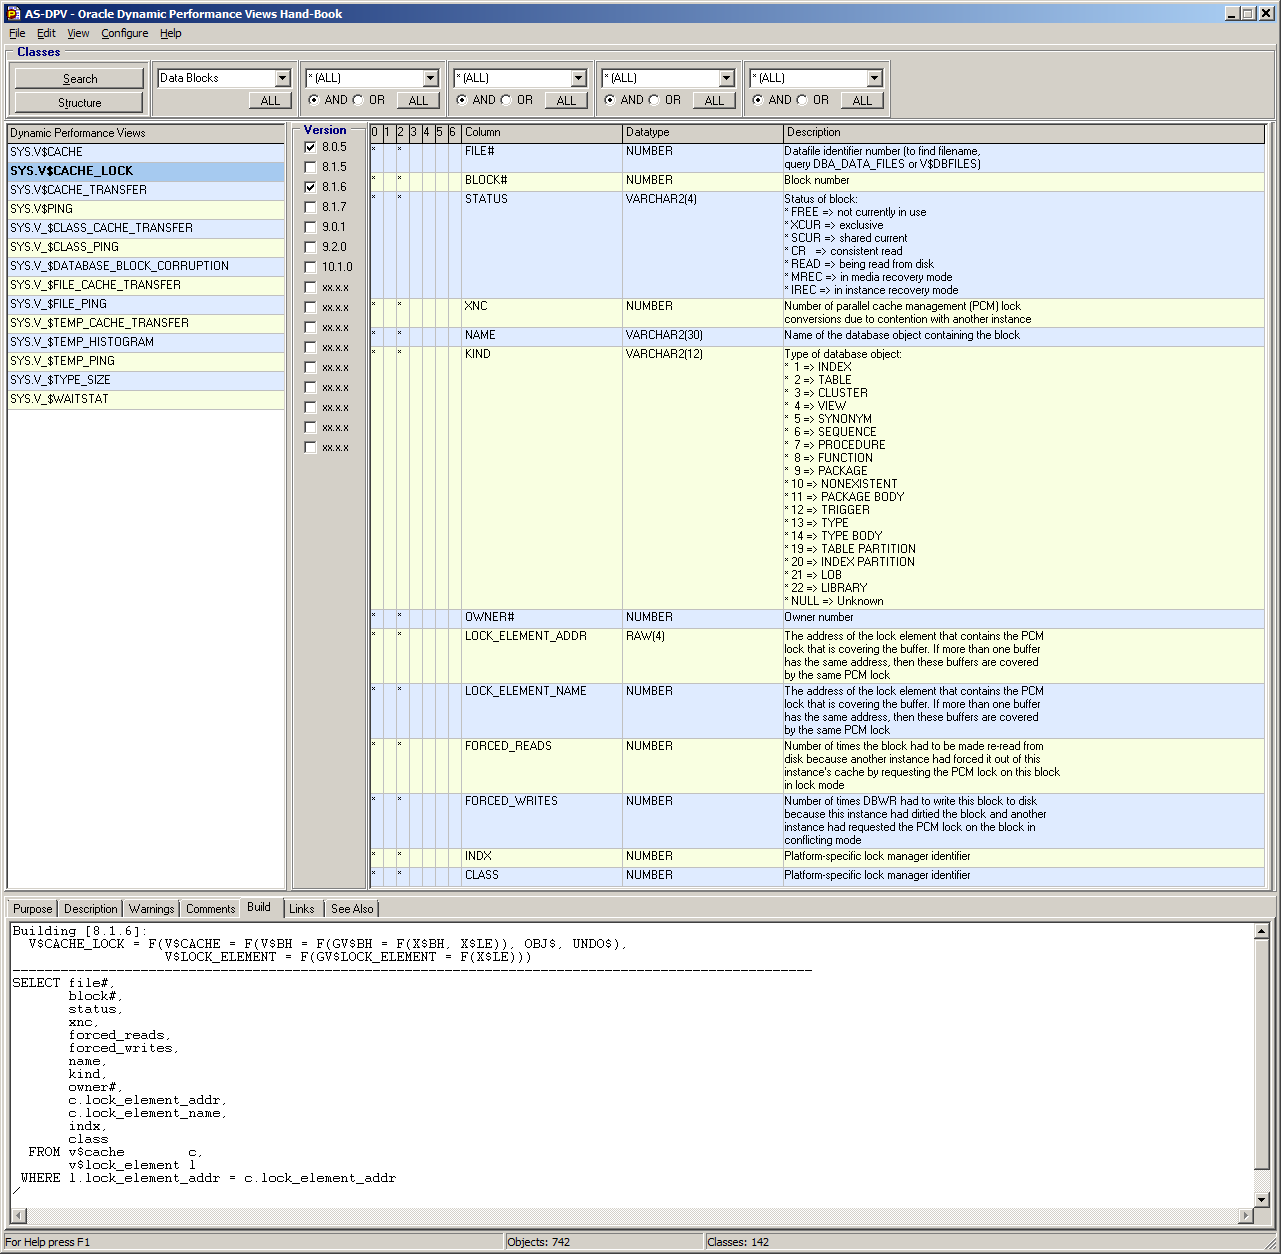 AS-DPV - Oracle Dynamic Performance Views Hand-Book
File Edit View Configure Help
Classes
Search
Structure
Data Blocks
ALL
* (ALL)
AND OR ALL
* (ALL)
AND OR ALL
* (ALL)
AND OR ALL
* (ALL)
AND OR ALL
Dynamic Performance Views
SYS.V$CACHE
SYS.V$CACHE_LOCK
SYS.V$CACHE_TRANSFER
SYS.V$PING
SYS.V_$CLASS_CACHE_TRANSFER
SYS.V_$CLASS_PING
SYS.V_$DATABASE_BLOCK_CORRUPTION
SYS.V_$FILE_CACHE_TRANSFER
SYS.V_$FILE_PING
SYS.V_$TEMP_CACHE_TRANSFER
SYS.V_$TEMP_HISTOGRAM
SYS.V_$TEMP_PING
SYS.V_$TYPE_SIZE
SYS.V_$WAITSTAT
Version
8.0.5
8.1.5
8.1.6
8.1.7
9.0.1
9.2.0
10.1.0
xx.x.x
xx.x.x
xx.x.x
xx.x.x
xx.x.x
xx.x.x
xx.x.x
xx.x.x
xx.x.x
0 1 2 3 4 5 6 Column Datatype Description
* * FILE# NUMBER Datafile identifier number (to find filename,
query DBA_DATA_FILES or V$DBFILES)
* * BLOCK# NUMBER Block number
* * STATUS VARCHAR2(4) Status of block:
* FREE => not currently in use
* XCUR => exclusive
* SCUR => shared current
* CR => consistent read
* READ => being read from disk
* MREC => in media recovery mode
* IREC => in instance recovery mode
* * XNC NUMBER Number of parallel cache management (PCM) lock
conversions due to contention with another instance
* * NAME VARCHAR2(30) Name of the database object containing the block
* * KIND VARCHAR2(12) Type of database object:
* 1 => INDEX
* 2 => TABLE
* 3 => CLUSTER
* 4 => VIEW
* 5 => SYNONYM
* 6 => SEQUENCE
* 7 => PROCEDURE
* 8 => FUNCTION
* 9 => PACKAGE
* 10 => NONEXISTENT
* 11 => PACKAGE BODY
* 12 => TRIGGER
* 13 => TYPE
* 14 => TYPE BODY
* 19 => TABLE PARTITION
* 20 => INDEX PARTITION
* 21 => LOB
* 22 => LIBRARY
* NULL => Unknown
* * OWNER# NUMBER Owner number
* * LOCK_ELEMENT_ADDR RAW(4) The address of the lock element that contains the PCM
lock that is covering the buffer. If more than one buffer
has the same address, then these buffers are covered
by the same PCM lock
* * LOCK_ELEMENT_NAME NUMBER The address of the lock element that contains the PCM
lock that is covering the buffer. If more than one buffer
has the same address, then these buffers are covered
by the same PCM lock
* * FORCED_READS NUMBER Number of times the block had to be made re-read from
disk because another instance had forced it out of this
instance's cache by requesting the PCM lock on this block
in lock mode
* * FORCED_WRITES NUMBER Number of times DBWR had to write this block to disk
because this instance had dirtied the block and another
instance had requested the PCM lock on the block in
conflicting mode
* * INDX NUMBER Platform-specific lock manager identifier
* * CLASS NUMBER Platform-specific lock manager identifier
Purpose Description Warnings Comments Build Links See Also
Building [8.1.6]:
V$CACHE_LOCK = F(V$CACHE = F(V$BH = F(GV$BH = F(X$BH, X$LE)), OBJ$, UNDO$),
V$LOCK_ELEMENT = F(GV$LOCK_ELEMENT = F(X$LE)))
----------------------------------------------------------------------------------------------------
SELECT file#,
block#,
status,
xnc,
forced_reads,
forced_writes,
name,
kind,
owner#,
c.lock_element_addr,
c.lock_element_name,
indx,
class
FROM v$cache c,
v$lock_element l
WHERE l.lock_element_addr = c.lock_element_addr
/
For Help press F1 Objects: 742 Classes: 142